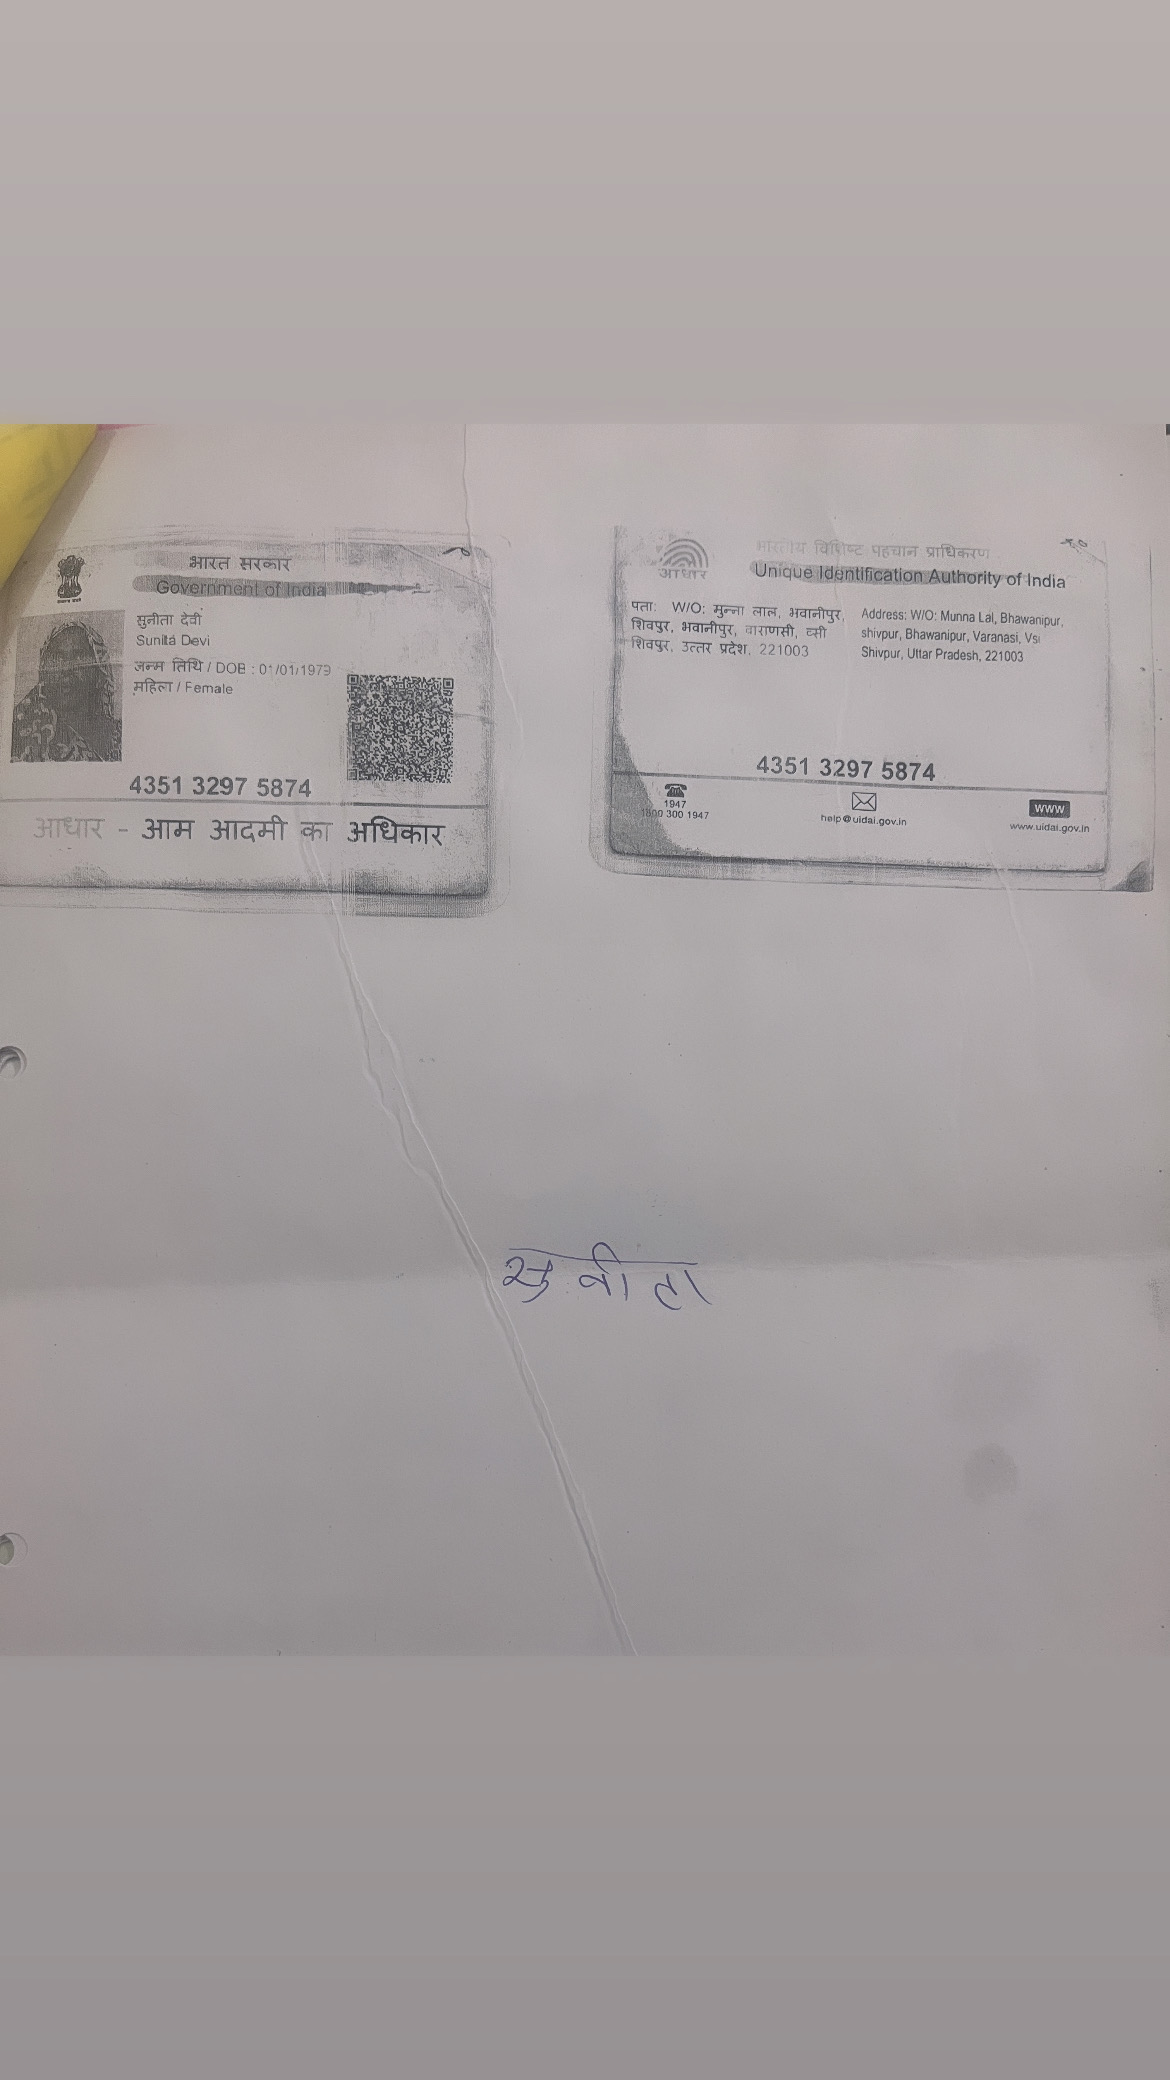 भारत सरकार
Government of India
सुनीता देवी
Sunita Devi
जन्म तिथि / DOB : 01/01/1979
महिला / Female
4351 3297 5874
आधार - आम आदमी का अधिकार
भारतीय विशिष्ट पहचान प्राधिकरण
आधार
Unique Identification Authority of India
पता: W/O: मुन्ना लाल, भवानीपुर,
शिवपुर, भवानीपुर, वाराणसी, व्सी
शिवपुर, उत्तर प्रदेश, 221003
Address: W/O: Munna Lal, Bhawanipur,
shivpur, Bhawanipur, Varanasi, Vsi
Shivpur, Uttar Pradesh, 221003
4351 3297 5874
1947
1800 300 1947
help@uidai.gov.in
www
www.uidai.gov.in
सुनीता